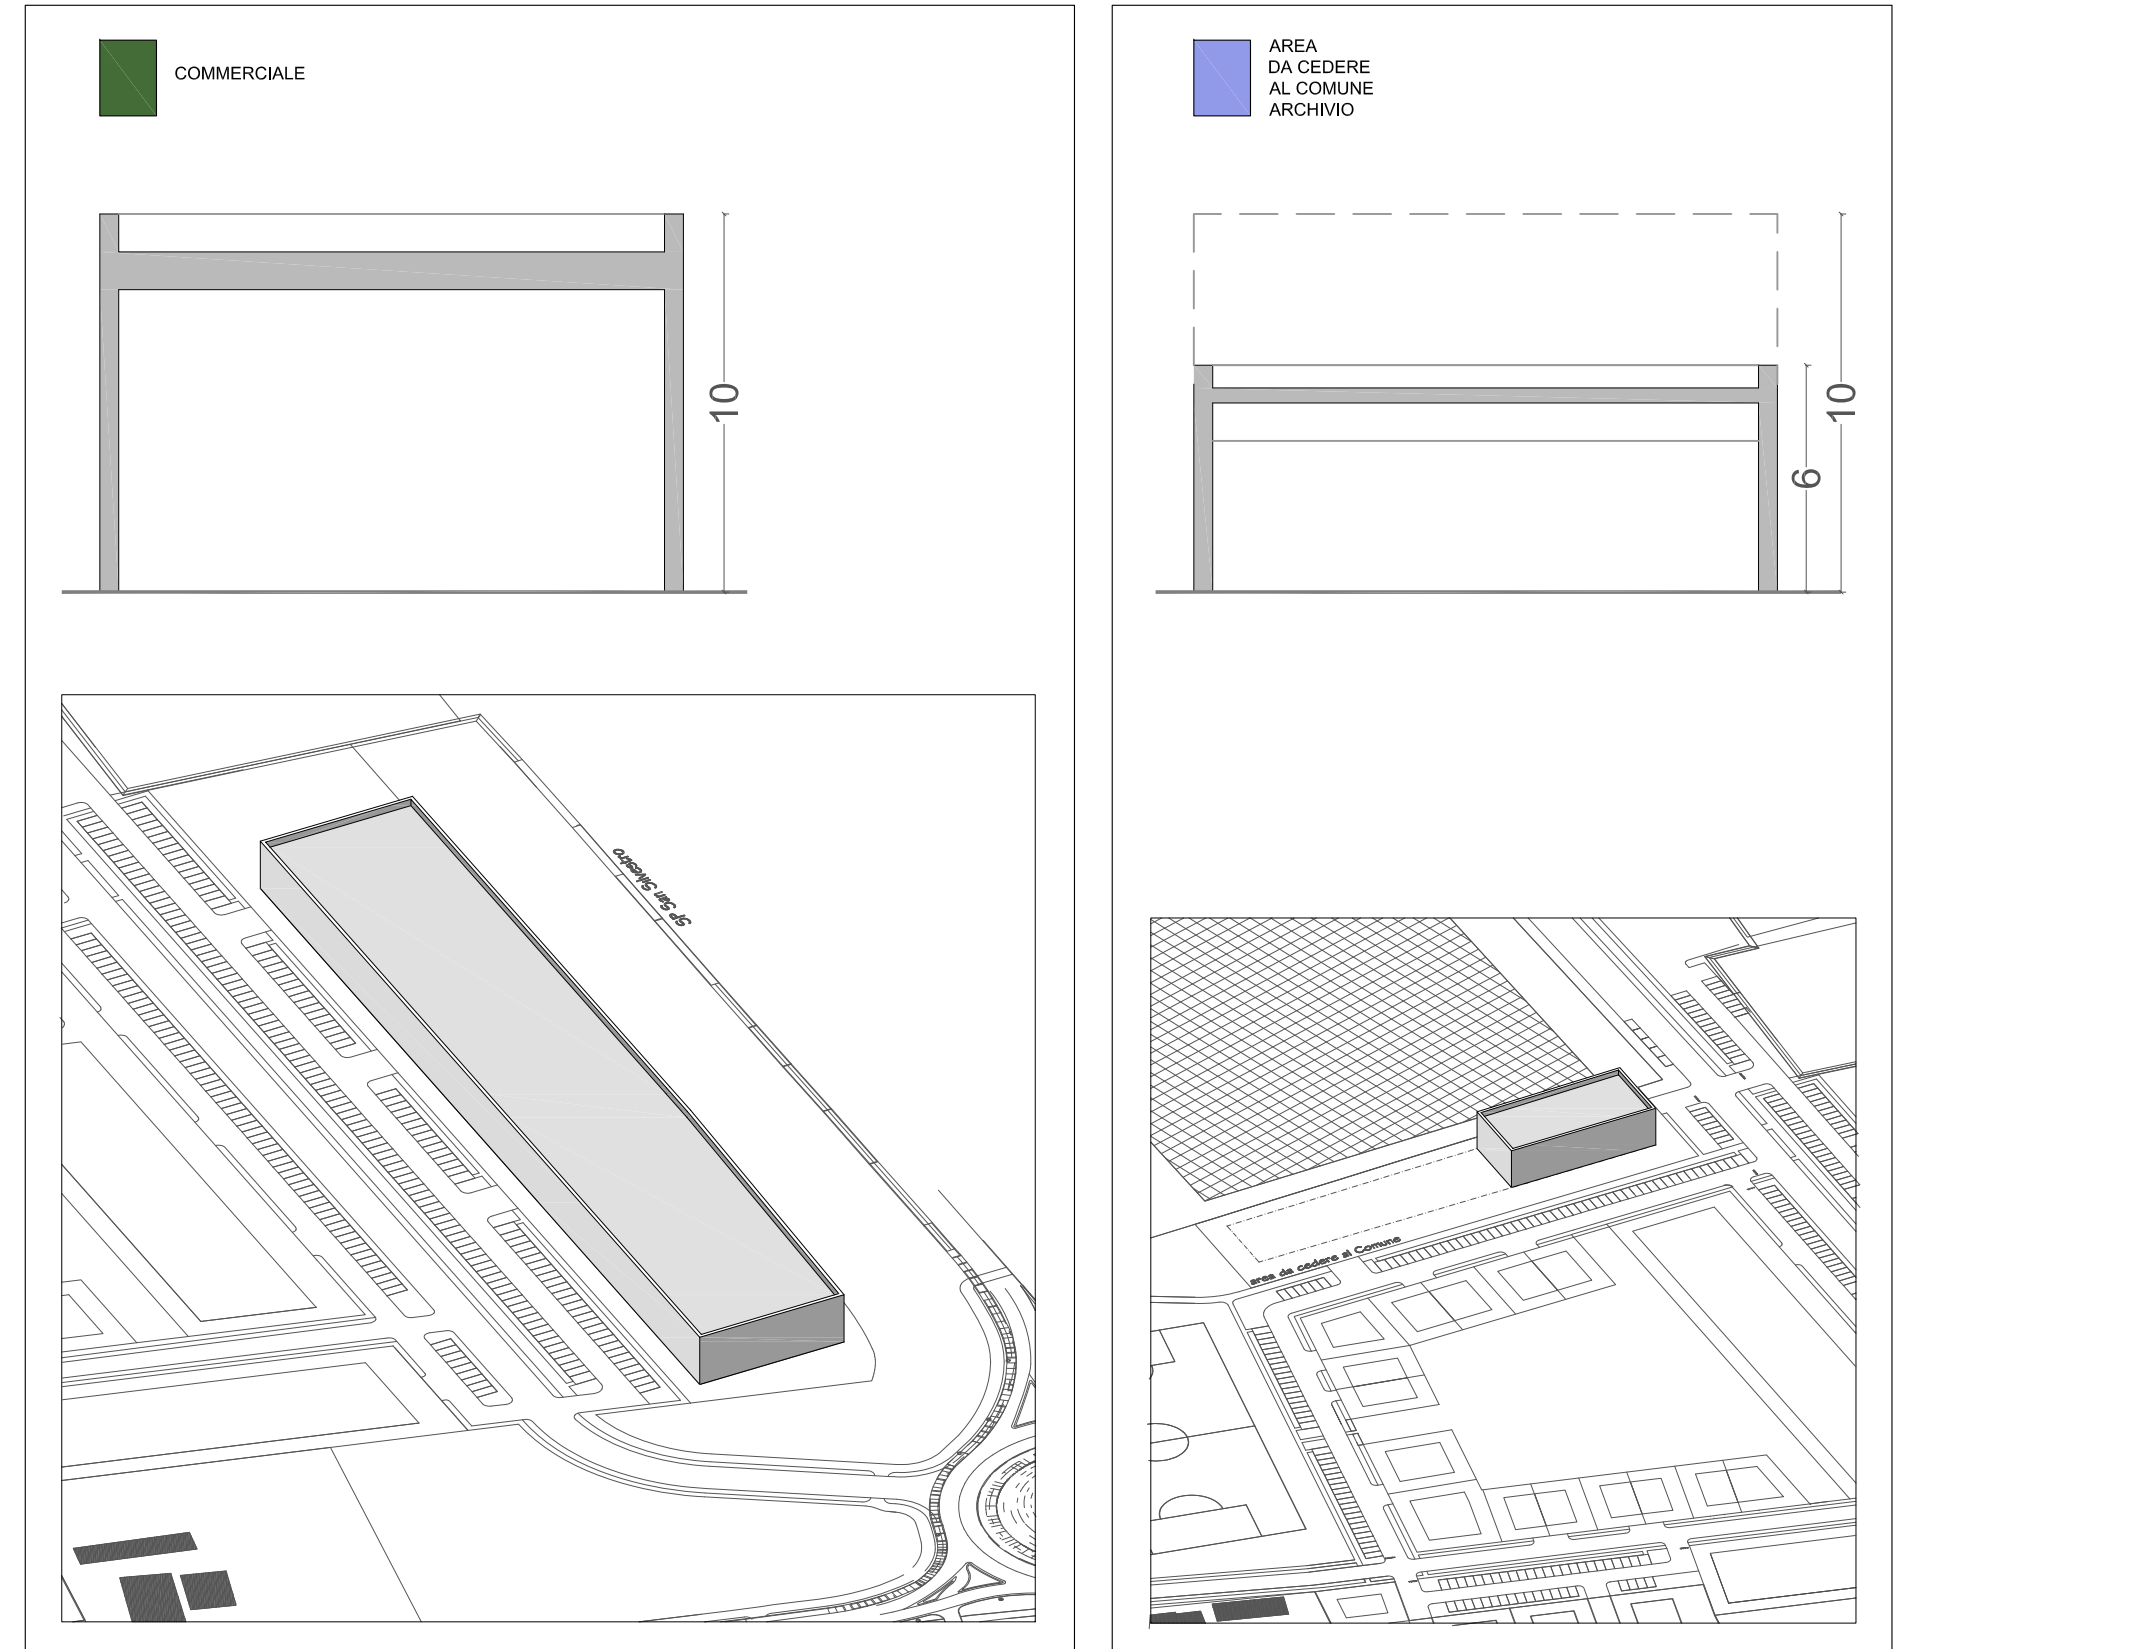 COMMERCIALE
10
SP San Silvestro
AREA
DA CEDERE
AL COMUNE
ARCHIVIO
10
6
area da cedere al Comune